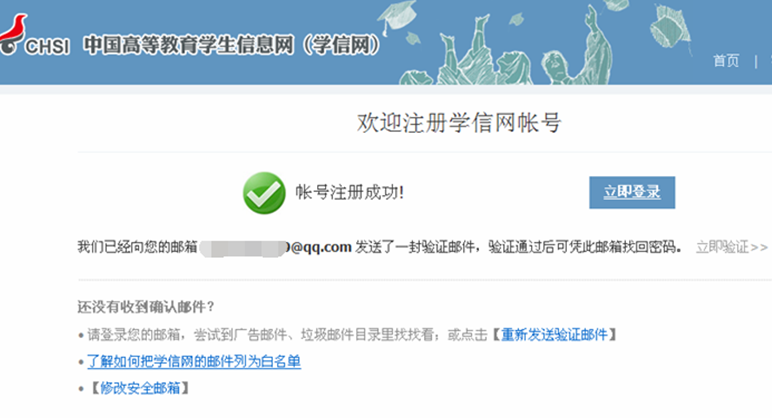 CHSI 中国高等教育学生信息网（学信网）
首页 |
欢迎注册学信网帐号
帐号注册成功!
立即登录
我们已经向您的邮箱 @qq.com 发送了一封验证邮件，验证通过后可凭此邮箱找回密码。 立即验证>>
还没有收到确认邮件？
• 请登录您的邮箱，尝试到广告邮件、垃圾邮件目录里找找看；或点击【重新发送验证邮件】
• 了解如何把学信网的邮件列为白名单
• 【修改安全邮箱】